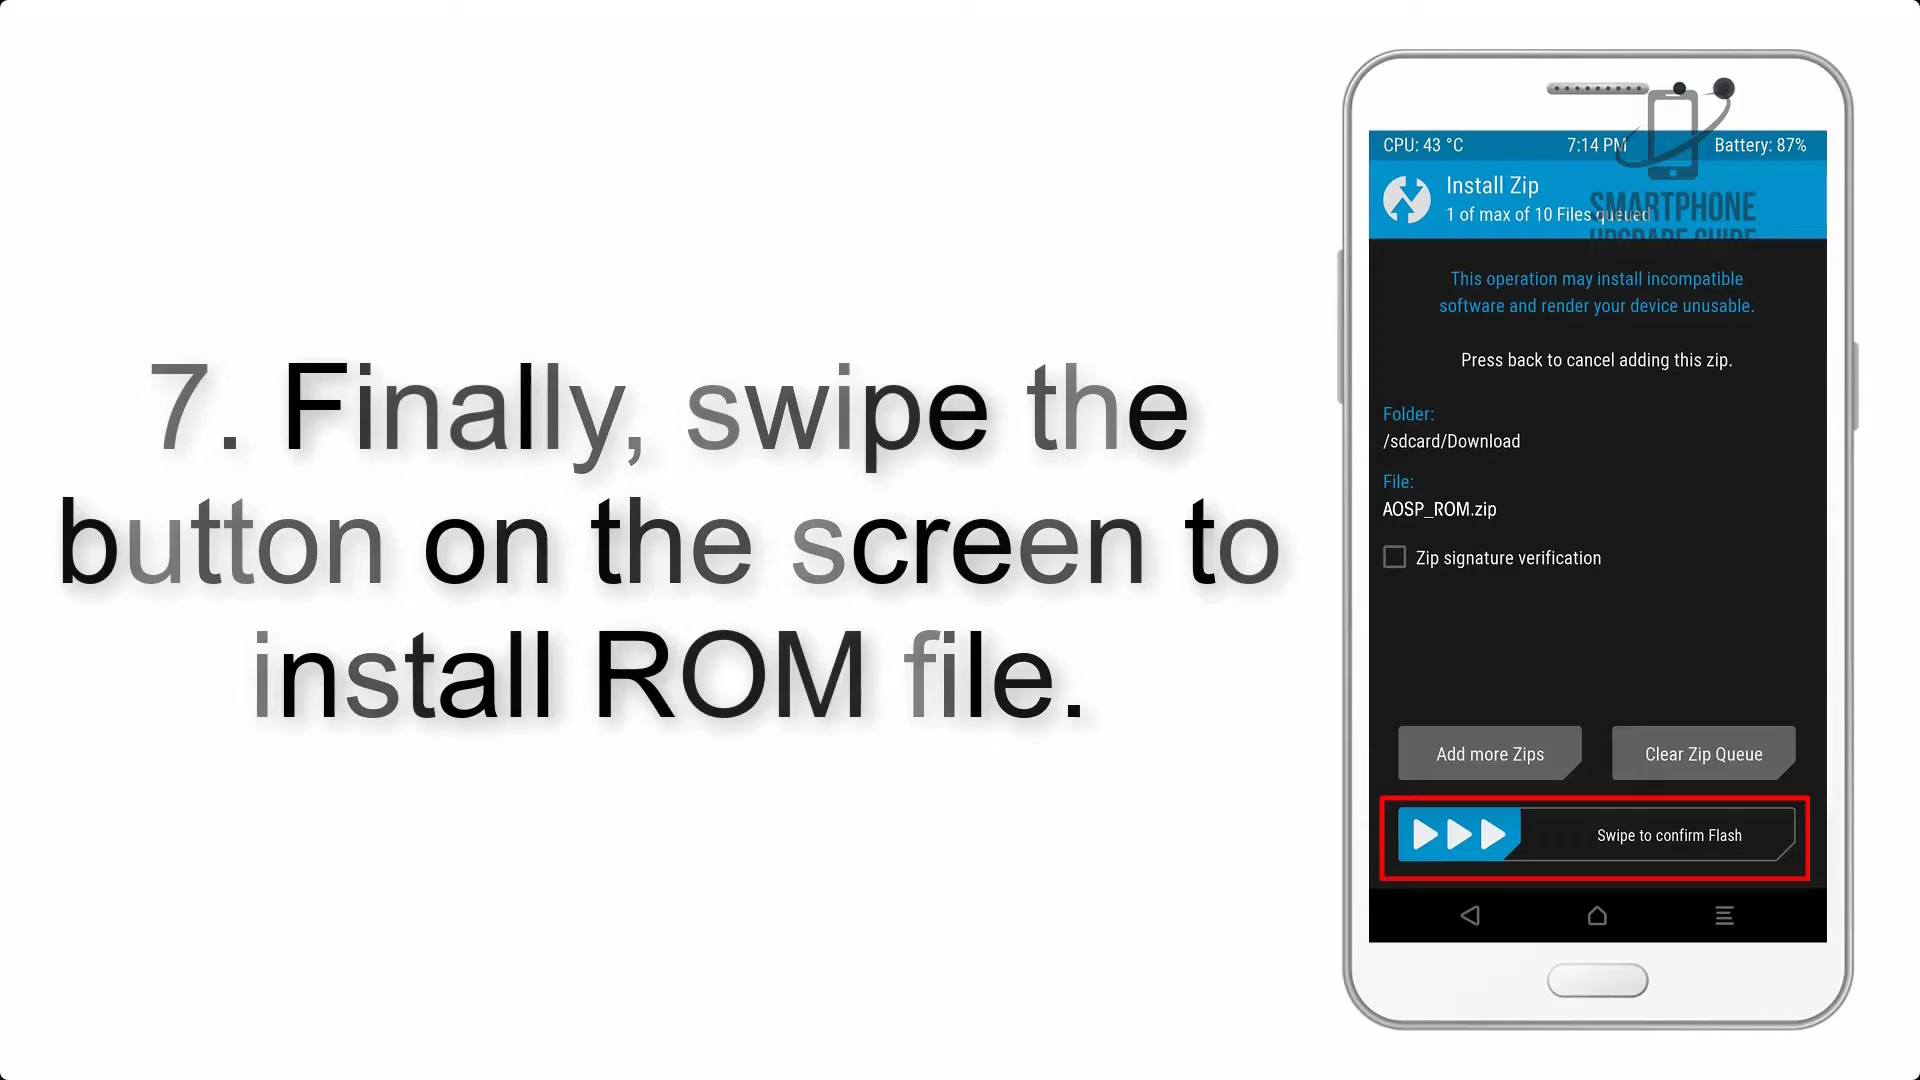 7. Finally, swipe the
button on the screen to
install ROM file.
CPU: 43 °C 7:14 PM Battery: 87%
Install Zip
1 of max of 10 Files queued
SMARTPHONE
UPGRADE GUIDE
This operation may install incompatible
software and render your device unusable.
Press back to cancel adding this zip.
Folder:
/sdcard/Download
File:
AOSP_ROM.zip
Zip signature verification
Add more Zips Clear Zip Queue
Swipe to confirm Flash